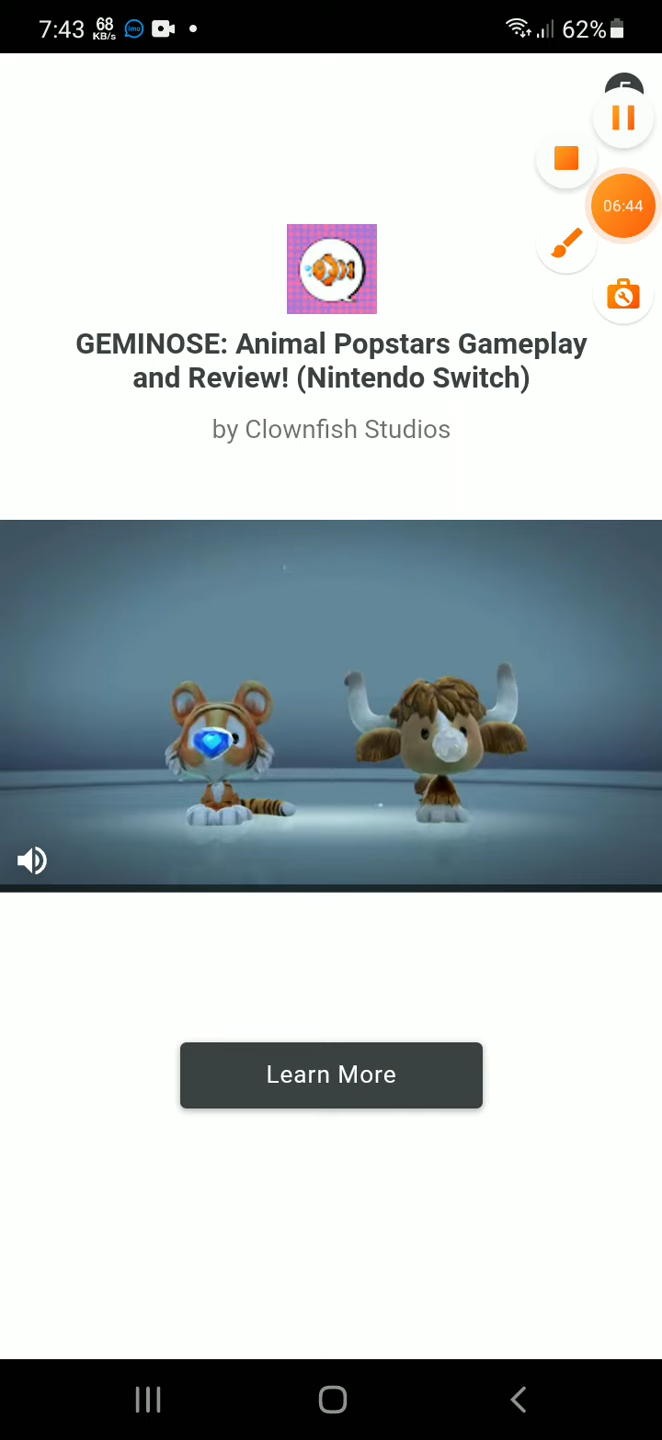 7:43 68 KB/s imo 62%
06:44
GEMINOSE: Animal Popstars Gameplay
and Review! (Nintendo Switch)
by Clownfish Studios
Learn More